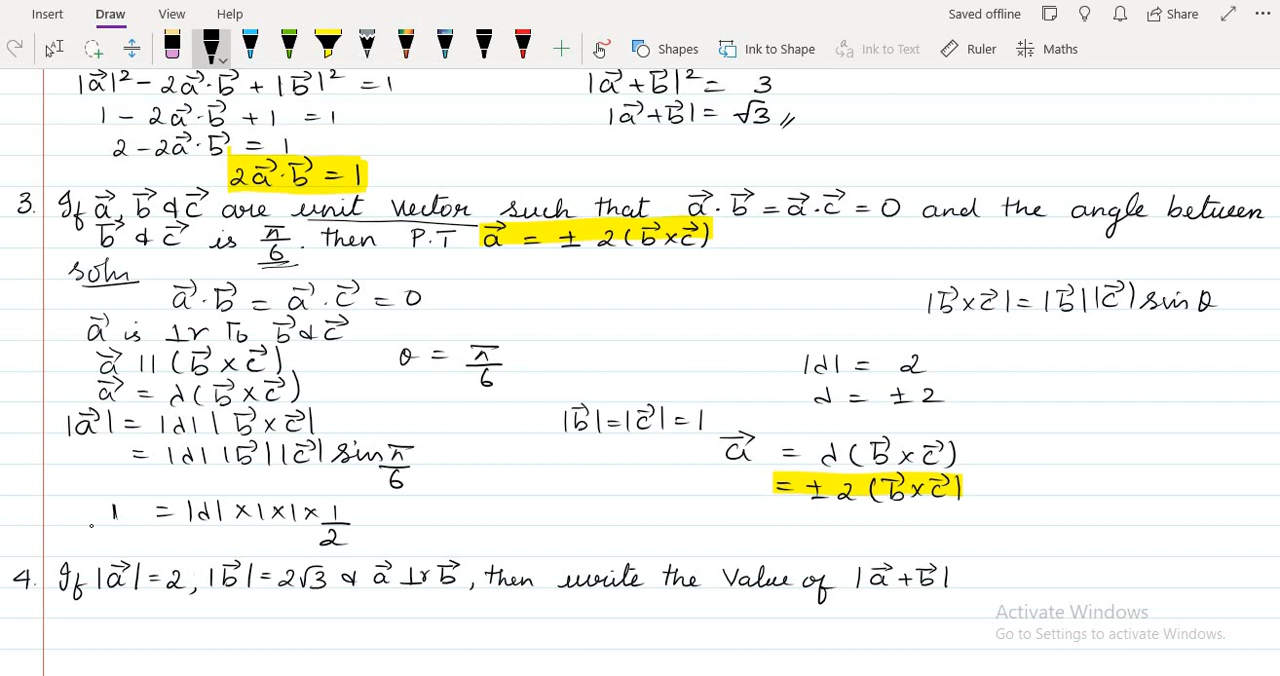 Insert Draw View Help Saved offline Share
Shapes Ink to Shape Ink to Text Ruler Maths
|a⃗|² − 2a⃗·b⃗ + |b⃗|² = 1
|a⃗+b⃗|² = 3
1 − 2a⃗·b⃗ + 1 = 1
|a⃗+b⃗| = √3 //
2 − 2a⃗·b⃗ = 1
2a⃗·b⃗ = 1
3. If a⃗, b⃗ & c⃗ are unit vector such that a⃗·b⃗ = a⃗·c⃗ = 0 and the angle between
b⃗ & c⃗ is π/6. then P.T a⃗ = ± 2(b⃗×c⃗)
soln
a⃗·b⃗ = a⃗·c⃗ = 0
a⃗ is ⊥r To b⃗ & c⃗
a⃗ || (b⃗ × c⃗)
a⃗ = λ(b⃗×c⃗)
|a⃗| = |λ| |b⃗×c⃗|
= |λ| |b⃗||c⃗| sin π/6
1 = |λ| × 1 × 1 × 1/2
θ = π/6
|b⃗| = |c⃗| = 1
|b⃗×c⃗| = |b⃗||c⃗| sin θ
|λ| = 2
λ = ±2
a⃗ = λ(b⃗×c⃗)
= ± 2 (b⃗×c⃗|
4. If |a⃗| = 2, |b⃗| = 2√3 & a⃗ ⊥r b⃗, then write the value of |a⃗+b⃗|
Activate Windows
Go to Settings to activate Windows.